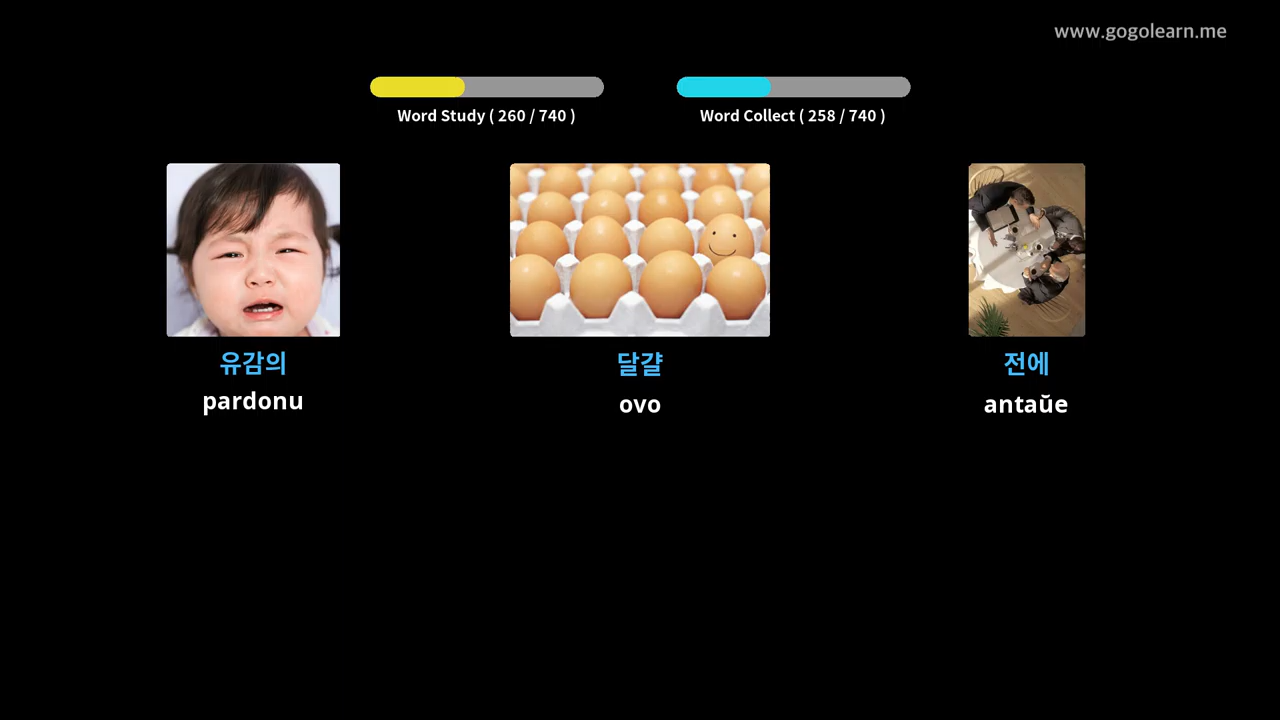 www.gogolearn.me
Word Study ( 260 / 740 )
Word Collect ( 258 / 740 )
유감의
달걀
전에
pardonu
ovo
antaŭe